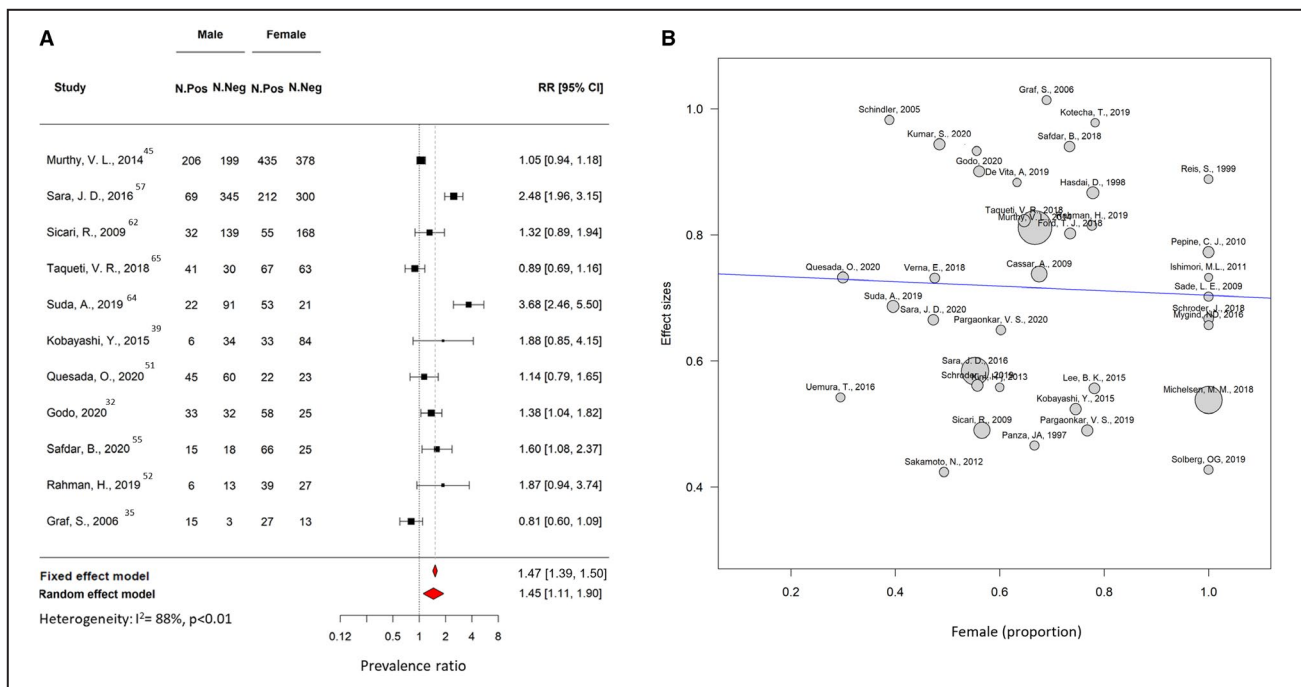 A
Male Female
Study N.Pos N.Neg N.Pos N.Neg RR [95% CI]
Murthy, V. L., 2014 45 206 199 435 378 1.05 [0.94, 1.18]
Sara, J. D., 2016 57 69 345 212 300 2.48 [1.96, 3.15]
Sicari, R., 2009 62 32 139 55 168 1.32 [0.89, 1.94]
Taqueti, V. R., 2018 65 41 30 67 63 0.89 [0.69, 1.16]
Suda, A., 2019 64 22 91 53 21 3.68 [2.46, 5.50]
Kobayashi, Y., 2015 39 6 34 33 84 1.88 [0.85, 4.15]
Quesada, O., 2020 51 45 60 22 23 1.14 [0.79, 1.65]
Godo, 2020 32 33 32 58 25 1.38 [1.04, 1.82]
Safdar, B., 2020 55 15 18 66 25 1.60 [1.08, 2.37]
Rahman, H., 2019 52 6 13 39 27 1.87 [0.94, 3.74]
Graf, S., 2006 35 15 3 27 13 0.81 [0.60, 1.09]
Fixed effect model 1.47 [1.39, 1.50]
Random effect model 1.45 [1.11, 1.90]
Heterogeneity: I2= 88%, p<0.01
0.12 0.5 1 2 4 8
Prevalence ratio
B
Effect sizes
1.0
0.8
0.6
0.4
Graf, S., 2006
Schindler, 2005
Kotecha, T., 2019
Kumar, S., 2020
Safdar, B., 2018
Godo, 2020
De Vita, A, 2019
Reis, S., 1999
Hasdai, D., 1998
Taqueti, V. R., 2018
Murthy, V. L., 2014
Rahman, H., 2019
Ford, T. J., 2018
Pepine, C. J., 2010
Quesada, O., 2020
Verna, E., 2018
Cassar, A., 2009
Ishimori, M.L., 2011
Sade, L. E., 2009
Suda, A., 2019
Sara, J. D., 2020
Pargaonkar, V. S., 2020
Schroder, J., 2018
Mygind, ND, 2016
Sara, J. D., 2016
Schroder, J., 2019
2013
Lee, B. K., 2015
Uemura, T., 2016
Michelsen, M. M., 2018
Kobayashi, Y., 2015
Sicari, R., 2009
Pargaonkar, V. S., 2019
Panza, JA, 1997
Sakamoto, N., 2012
Solberg, OG, 2019
0.2 0.4 0.6 0.8 1.0
Female (proportion)